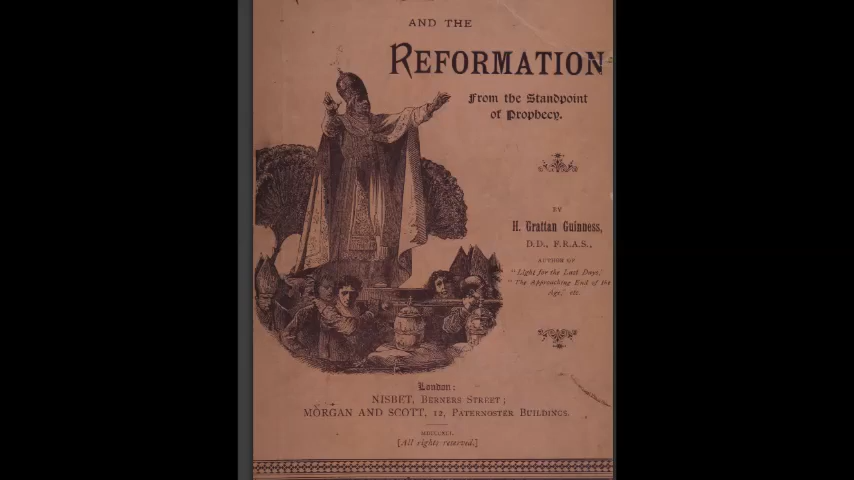 AND THE
REFORMATION
From the Standpoint
of Prophecy.
BY
H. Grattan Guinness,
D.D., F.R.A.S.,
AUTHOR OF
"Light for the Last Days,"
"The Approaching End of the
Age," etc.
London:
NISBET, BERNERS STREET;
MORGAN AND SCOTT, 12, PATERNOSTER BUILDINGS.
[All rights reserved.]